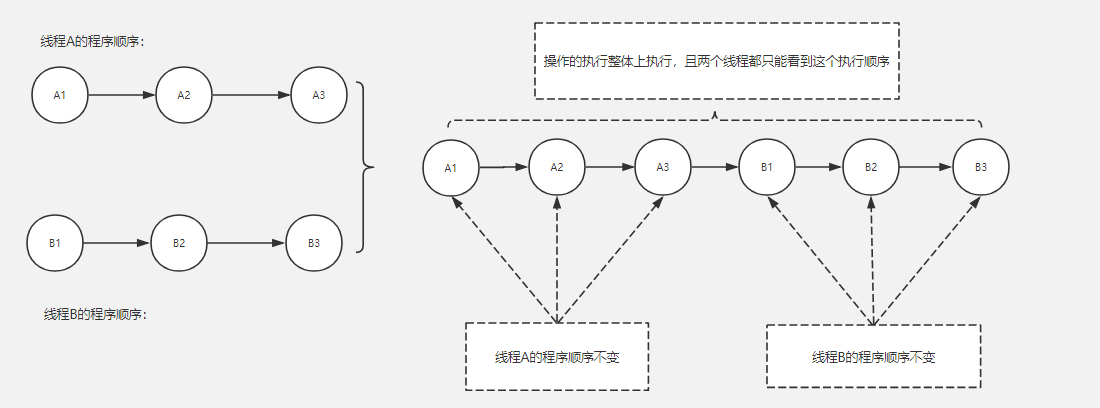 线程A的程序顺序：
A1
A2
A3
B1
B2
B3
线程B的程序顺序：
操作的执行整体上执行，且两个线程都只能看到这个执行顺序
A1
A2
A3
B1
B2
B3
线程A的程序顺序不变
线程B的程序顺序不变